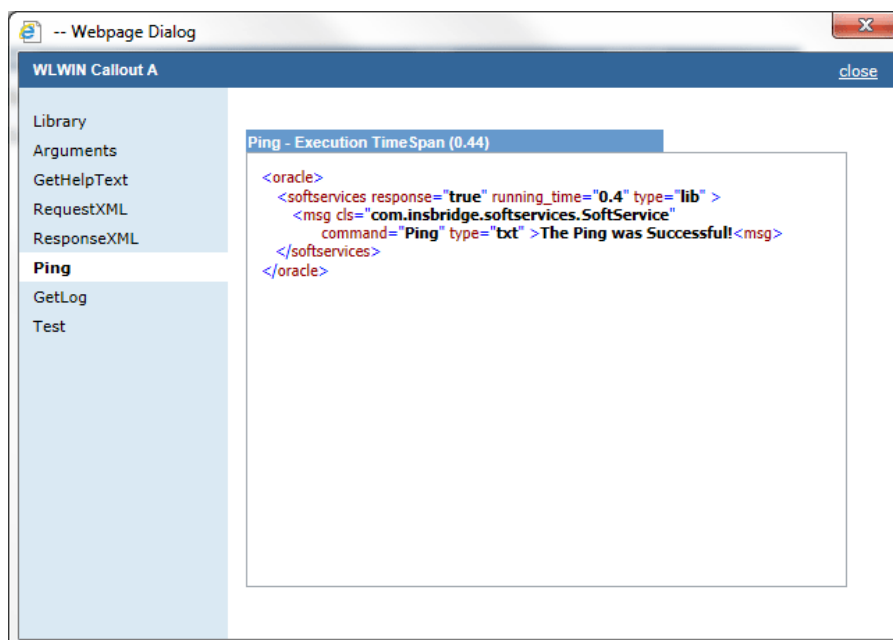 -- Webpage Dialog
X
WLWIN Callout A
close
Library
Arguments
GetHelpText
RequestXML
ResponseXML
Ping
GetLog
Test
Ping - Execution TimeSpan (0.44)
<oracle>
<softservices response="true" running_time="0.4" type="lib" >
<msg cls="com.insbridge.softservices.SoftService"
command="Ping" type="txt" >The Ping was Successful!<msg>
</softservices>
</oracle>